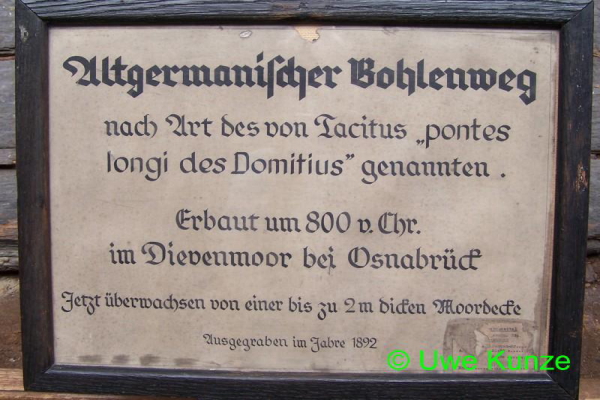 Altgermanischer Bohlenweg
nach Art des von Tacitus „pontes
longi des Domitius" genannten.
Erbaut um 800 v. Chr.
im Dievenmoor bei Osnabrück
Jetzt überwachsen von einer bis zu 2 m dicken Moordecke
Ausgegraben im Jahre 1892
© Uwe Kunze